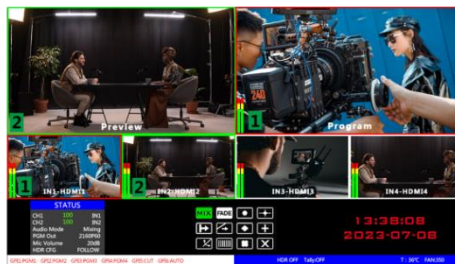 2
Preview
1
Program
1
IN1-HDMI1
2
IN2-HDMI2
IN3-HDMI3
IN4-HDMI4
STATUS
CH1 100 IN1
CH2 100 IN2
Audio Mode Mixing
PGM Out 2160P60
Mic Volume 20dB
HDR CFG FOLLOW
MIX FADE
13:38:08
2023-07-08
GPI1:PGM1 GPI2:PGM2 GPI3:PGM3 GPI4:PGM4 GPI5:CUT GPI6:AUTO
HDR OFF Tally:OFF
T : 36°C FAN:350